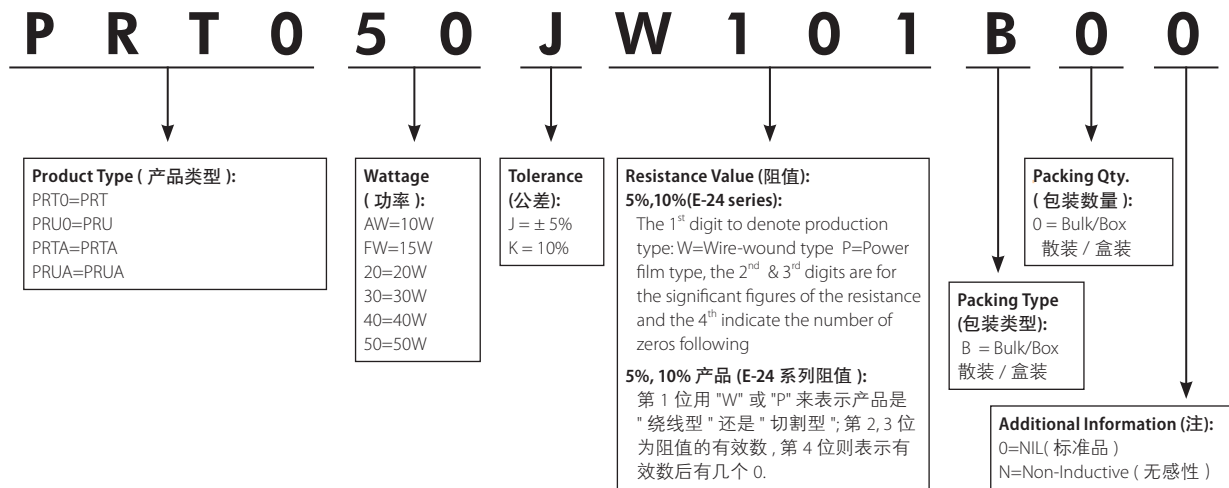 PRT050JW101B00
Product Type ( 产品类型 ):
PRT0=PRT
PRU0=PRU
PRTA=PRTA
PRUA=PRUA
Wattage
( 功率 ):
AW=10W
FW=15W
20=20W
30=30W
40=40W
50=50W
Tolerance
(公差):
J = ± 5%
K = 10%
Resistance Value (阻值):
5%,10%(E-24 series):
The 1st digit to denote production
type: W=Wire-wound type P=Power
film type, the 2nd & 3rd digits are for
the significant figures of the resistance
and the 4th indicate the number of
zeros following
5%, 10% 产品 (E-24 系列阻值 ):
第 1 位用 "W" 或 "P" 来表示产品是
" 绕线型 " 还是 " 切割型 "; 第 2, 3 位
为阻值的有效数 , 第 4 位则表示有
效数后有几个 0.
Packing Type
(包装类型):
B = Bulk/Box
散装 / 盒装
Packing Qty.
( 包装数量 ):
0 = Bulk/Box
散装 / 盒装
Additional Information (注):
0=NIL( 标准品 )
N=Non-Inductive ( 无感性 )